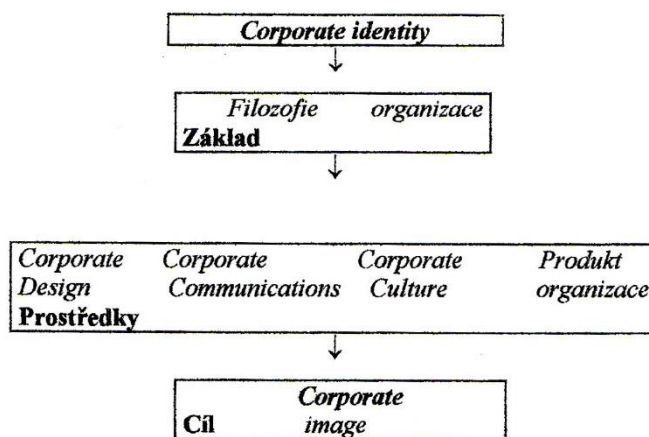 Corporate identity
Filozofie organizace
Základ
Corporate Corporate Corporate Produkt
Design Communications Culture organizace
Prostředky
Corporate
Cíl image